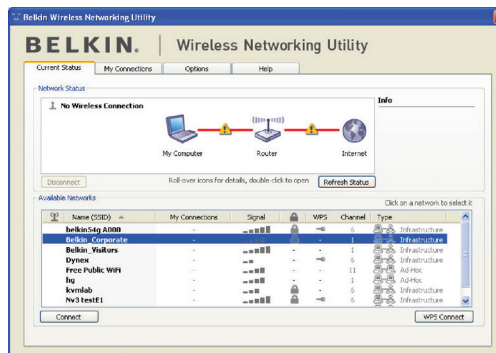 Belkin Wireless Networking Utility
BELKIN. | Wireless Networking Utility
Current Status My Connections Options Help
Network Status
No Wireless Connection
Info
My Computer Router Internet
Disconnect Roll-over icons for details, double-click to open Refresh Status
Available Networks
Click on a network to select it
Name (SSID) My Connections Signal WPS Channel Type
belkin54g A000 - 6 Infrastructure
Belkin_Corporate - - 1 Infrastructure
Belkin_Visitors - - - 6 Infrastructure
Dynex - - 6 Infrastructure
Free Public WiFi - - - 11 Ad-Hoc
hg - - - 1 Ad-Hoc
kvmlab - - 6 Infrastructure
Nv3 testE1 - 6 Infrastructure
Connect WPS Connect